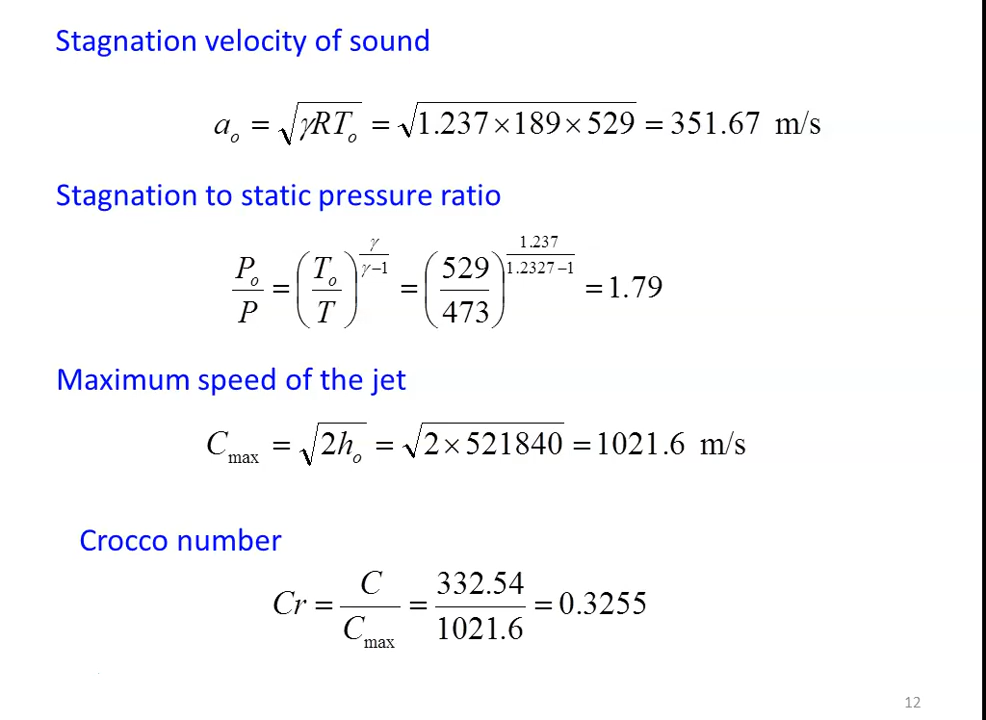 Stagnation velocity of sound
a_o = √(γRT_o) = √(1.237×189×529) = 351.67 m/s
Stagnation to static pressure ratio
P_o/P = (T_o/T)^(γ/(γ−1)) = (529/473)^(1.237/(1.2327−1)) = 1.79
Maximum speed of the jet
C_max = √(2h_o) = √(2×521840) = 1021.6 m/s
Crocco number
Cr = C/C_max = 332.54/1021.6 = 0.3255
12